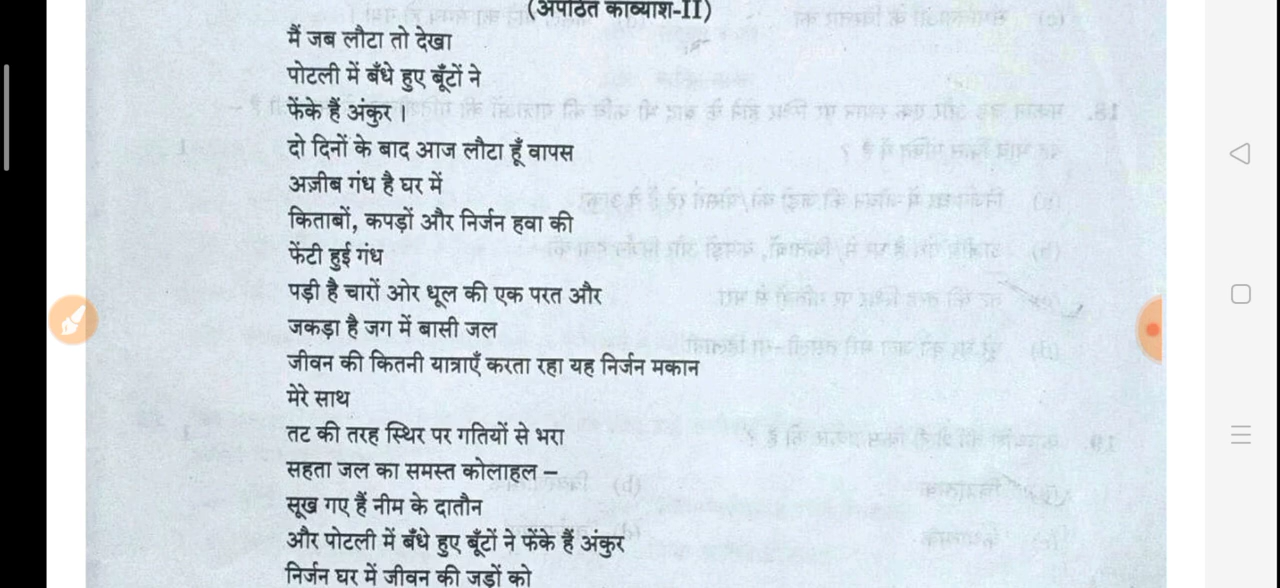 (अपठित काव्यांश-II)
मैं जब लौटा तो देखा
पोटली में बँधे हुए बूँटों ने
फेंके हैं अंकुर ।
दो दिनों के बाद आज लौटा हूँ वापस
अज़ीब गंध है घर में
किताबों, कपड़ों और निर्जन हवा की
फेंटी हुई गंध
पड़ी है चारों ओर धूल की एक परत और
जकड़ा है जग में बासी जल
जीवन की कितनी यात्राएँ करता रहा यह निर्जन मकान
मेरे साथ
तट की तरह स्थिर पर गतियों से भरा
सहता जल का समस्त कोलाहल –
सूख गए हैं नीम के दातौन
और पोटली में बँधे हुए बूँटों ने फेंके हैं अंकुर
निर्जन घर में जीवन की जड़ों को